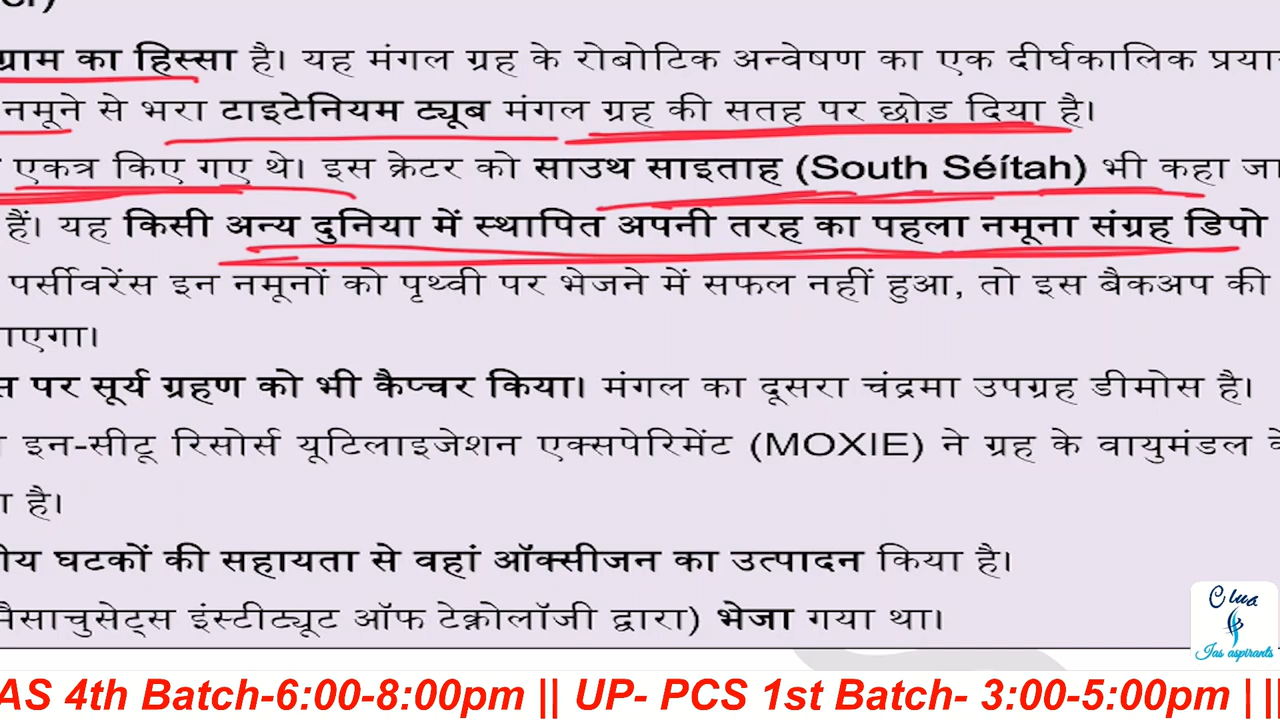 ग्राम का हिस्सा है। यह मंगल ग्रह के रोबोटिक अन्वेषण का एक दीर्घकालिक प्रया
नमूने से भरा टाइटेनियम ट्यूब मंगल ग्रह की सतह पर छोड़ दिया है।
एकत्र किए गए थे। इस क्रेटर को साउथ साइताह (South Séítah) भी कहा जा
हैं। यह किसी अन्य दुनिया में स्थापित अपनी तरह का पहला नमूना संग्रह डिपो
पर्सीवरेंस इन नमूनों को पृथ्वी पर भेजने में सफल नहीं हुआ, तो इस बैकअप की
ाएगा।
पर सूर्य ग्रहण को भी कैप्चर किया। मंगल का दूसरा चंद्रमा उपग्रह डीमोस है।
इन-सीटू रिसोर्स यूटिलाइजेशन एक्सपेरिमेंट (MOXIE) ने ग्रह के वायुमंडल के
है।
ीय घटकों की सहायता से वहां ऑक्सीजन का उत्पादन किया है।
मैसाचुसेट्स इंस्टीट्यूट ऑफ टेक्नोलॉजी द्वारा) भेजा गया था।
Ias aspirants
AS 4th Batch-6:00-8:00pm || UP- PCS 1st Batch- 3:00-5:00pm | ||